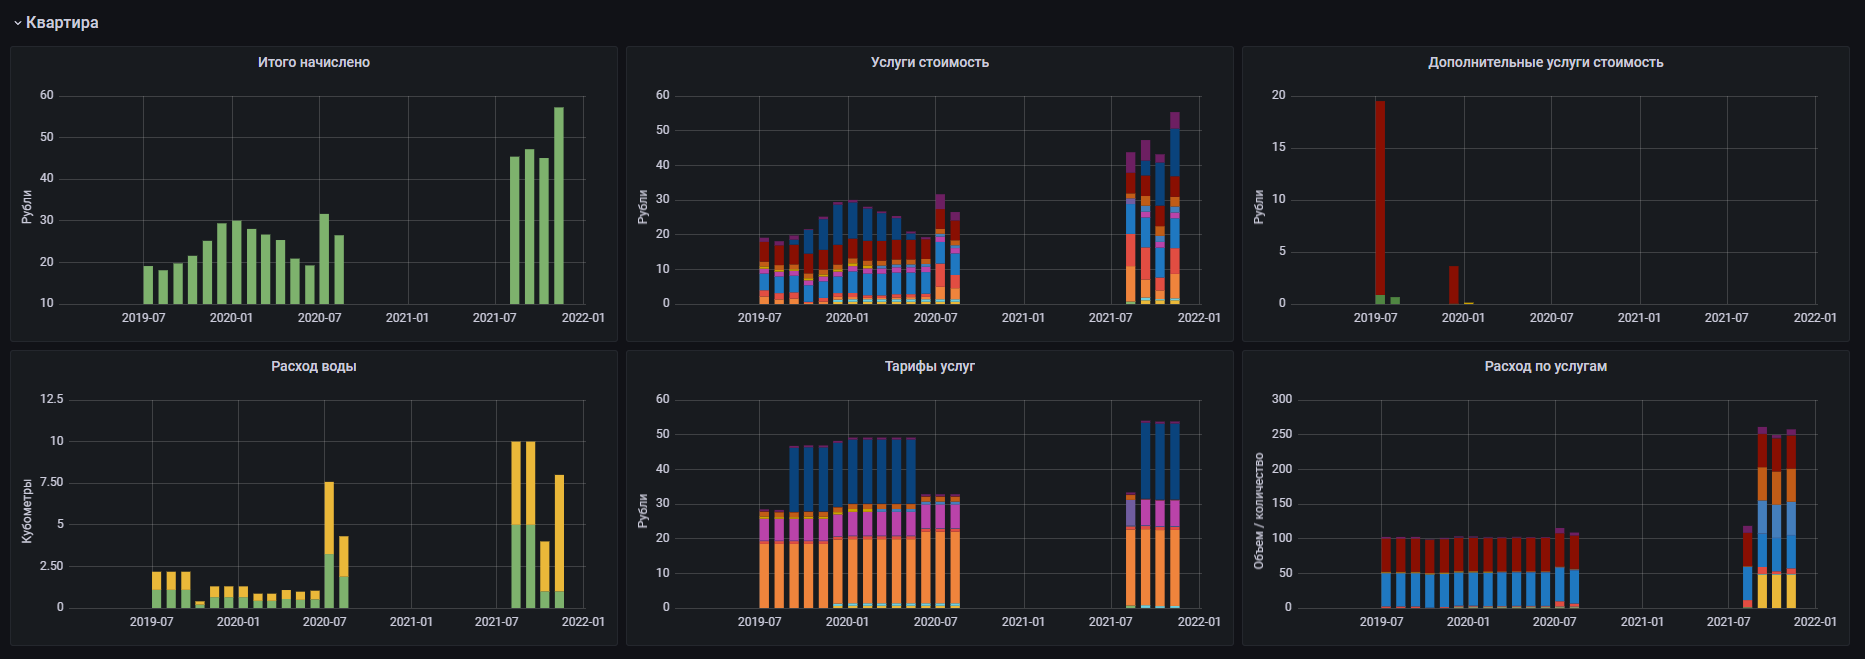 Квартира
Итого начислено
Рубли
60
50
40
30
20
10
2019-07 2020-01 2020-07 2021-01 2021-07 2022-01
Услуги стоимость
Рубли
60
50
40
30
20
10
0
2019-07 2020-01 2020-07 2021-01 2021-07 2022-01
Дополнительные услуги стоимость
Рубли
20
15
10
5
0
2019-07 2020-01 2020-07 2021-01 2021-07 2022-01
Расход воды
Кубометры
12.5
10
7.50
5
2.50
0
2019-07 2020-01 2020-07 2021-01 2021-07 2022-01
Тарифы услуг
Рубли
60
50
40
30
20
10
0
2019-07 2020-01 2020-07 2021-01 2021-07 2022-01
Расход по услугам
Объем / количество
300
250
200
150
100
50
0
2019-07 2020-01 2020-07 2021-01 2021-07 2022-01